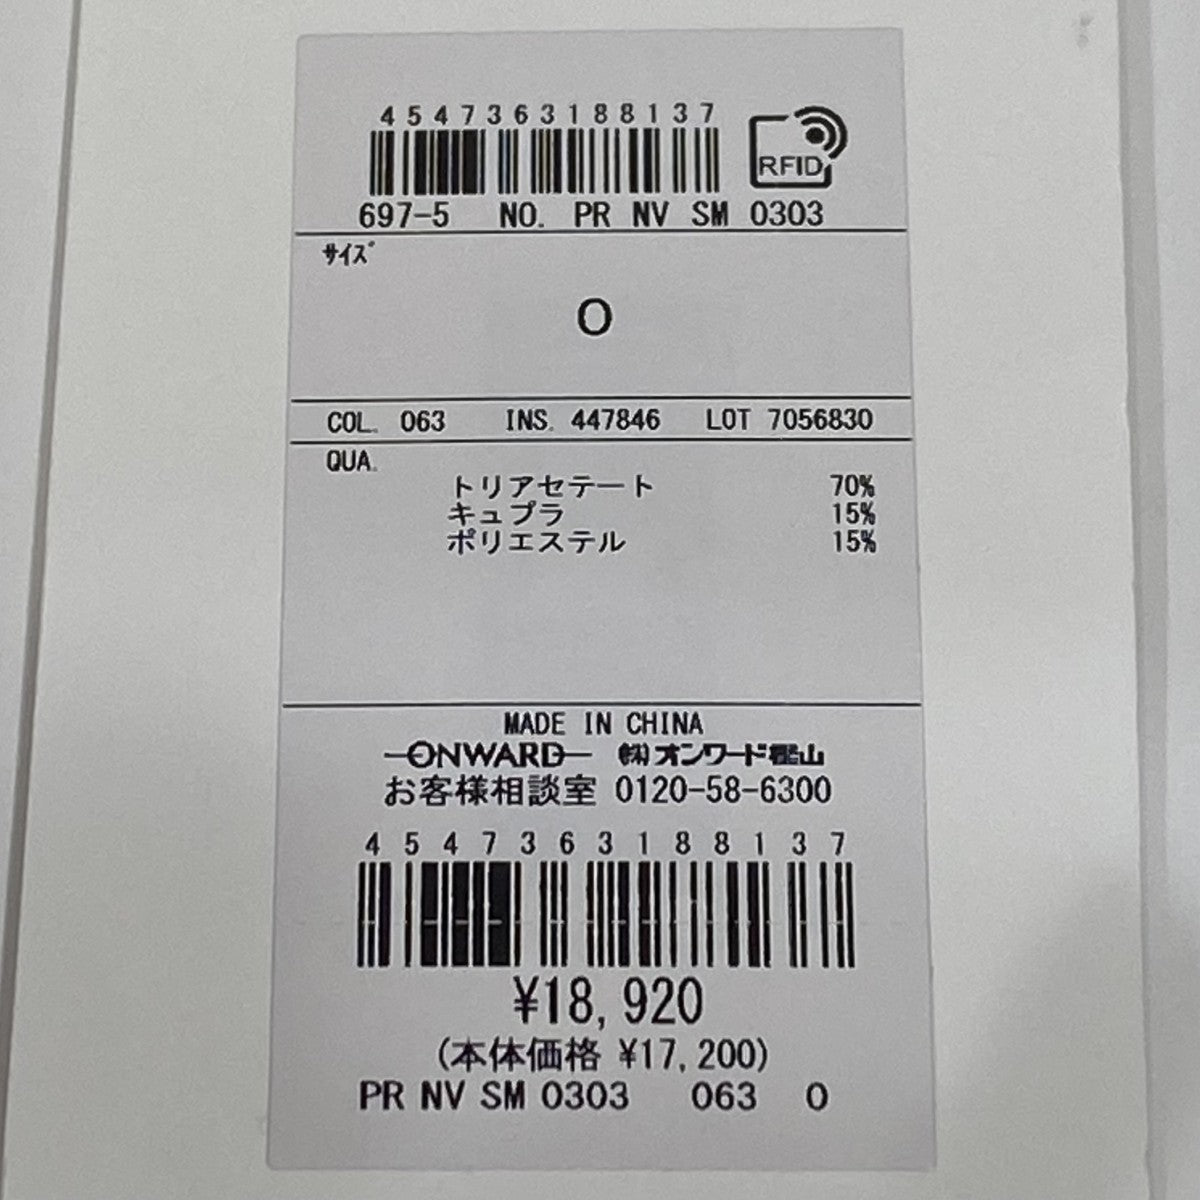 4547363188137
RFID
697-5 NO. PR NV SM 0303
サイズ
O
COL. 063 INS. 447846 LOT 7056830
QUA.
トリアセテート 70%
キュプラ 15%
ポリエステル 15%
MADE IN CHINA
ONWARD ㈱オンワード樫山
お客様相談室 0120-58-6300
4547363188137
¥18,920
(本体価格 ¥17,200)
PR NV SM 0303 063 O